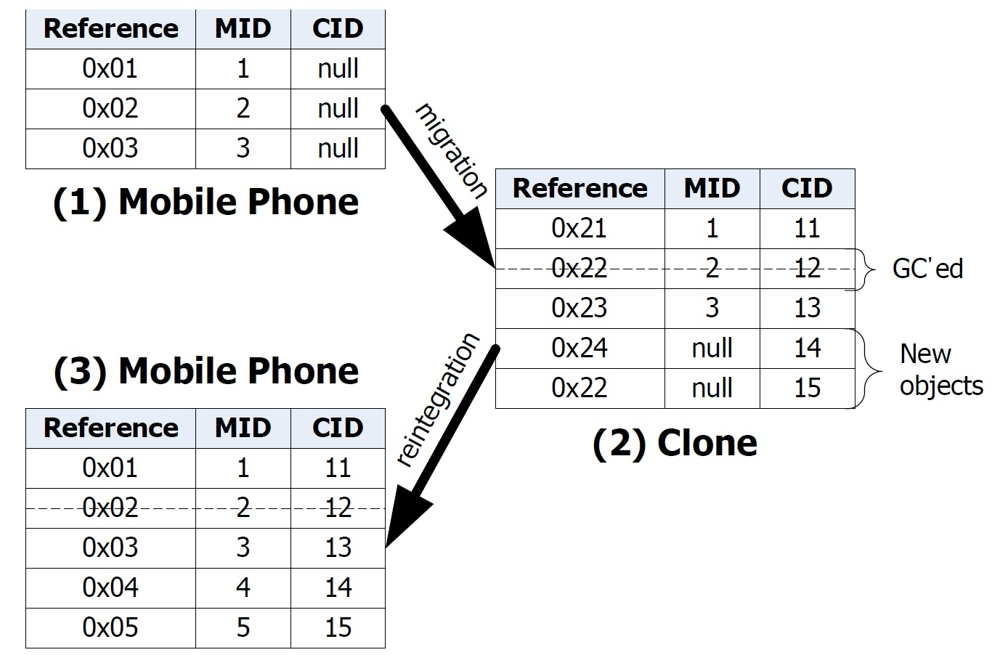 Reference MID CID
0x01 1 null
0x02 2 null
0x03 3 null
(1) Mobile Phone
migration
Reference MID CID
0x21 1 11
0x22 2 12
0x23 3 13
0x24 null 14
0x22 null 15
GC'ed
New
objects
(2) Clone
reintegration
(3) Mobile Phone
Reference MID CID
0x01 1 11
0x02 2 12
0x03 3 13
0x04 4 14
0x05 5 15